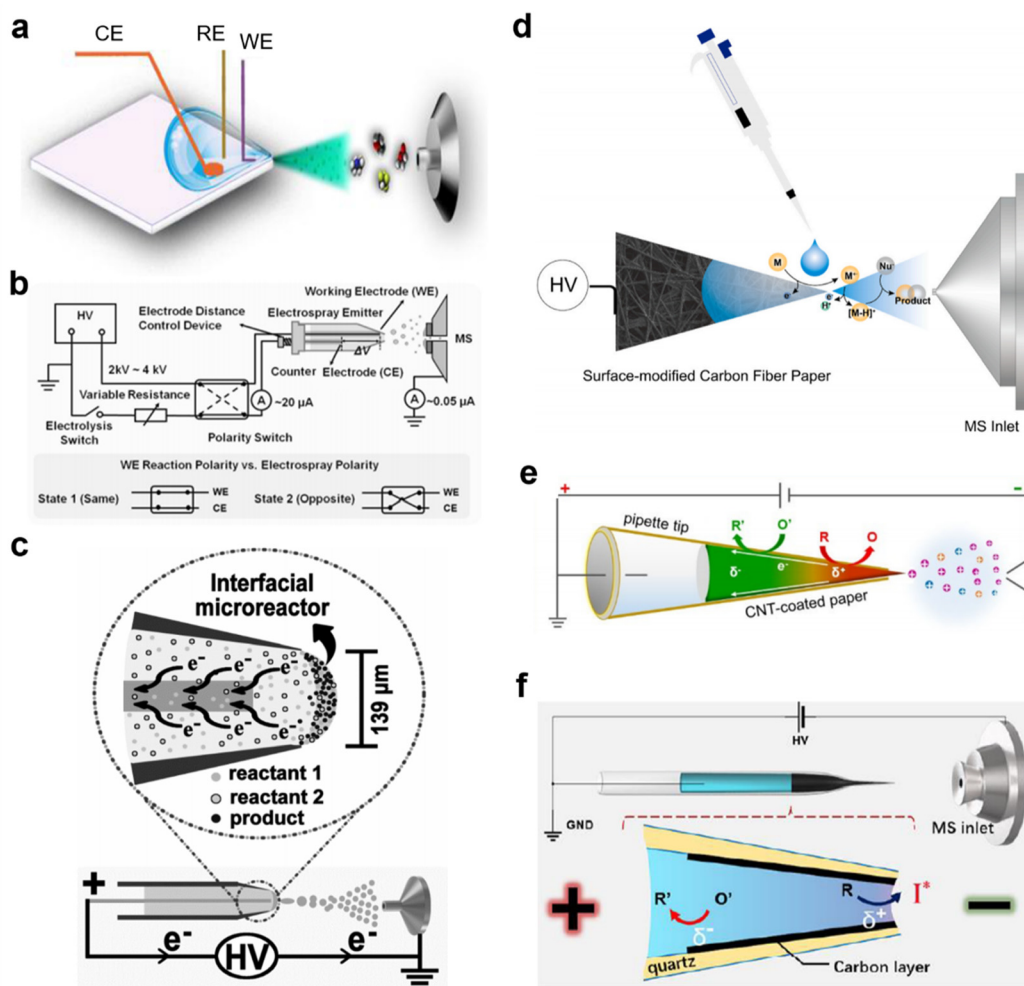 a
CE
RE
WE
b
HV
Electrode Distance
Control Device
Working Electrode (WE)
Electrospray Emitter
MS
ΔV
Counter Electrode (CE)
2kV ~ 4 kV
Variable Resistance
A
~20 µA
A
~0.05 µA
Electrolysis
Switch
Polarity Switch
WE Reaction Polarity vs. Electrospray Polarity
State 1 (Same)
WE
CE
State 2 (Opposite)
WE
CE
c
Interfacial
microreactor
e- e- e-
e- e- e-
139 µm
reactant 1
reactant 2
product
+
e-
HV
e-
d
HV
M
M+
Nu-
e-
e-
H+
[M-H]+
Product
Surface-modified Carbon Fiber Paper
MS Inlet
e
+
-
pipette tip
R' O'
R O
δ-
e-
δ+
CNT-coated paper
f
HV
GND
MS inlet
R' O'
R
I*
δ-
δ+
+
-
quartz
Carbon layer